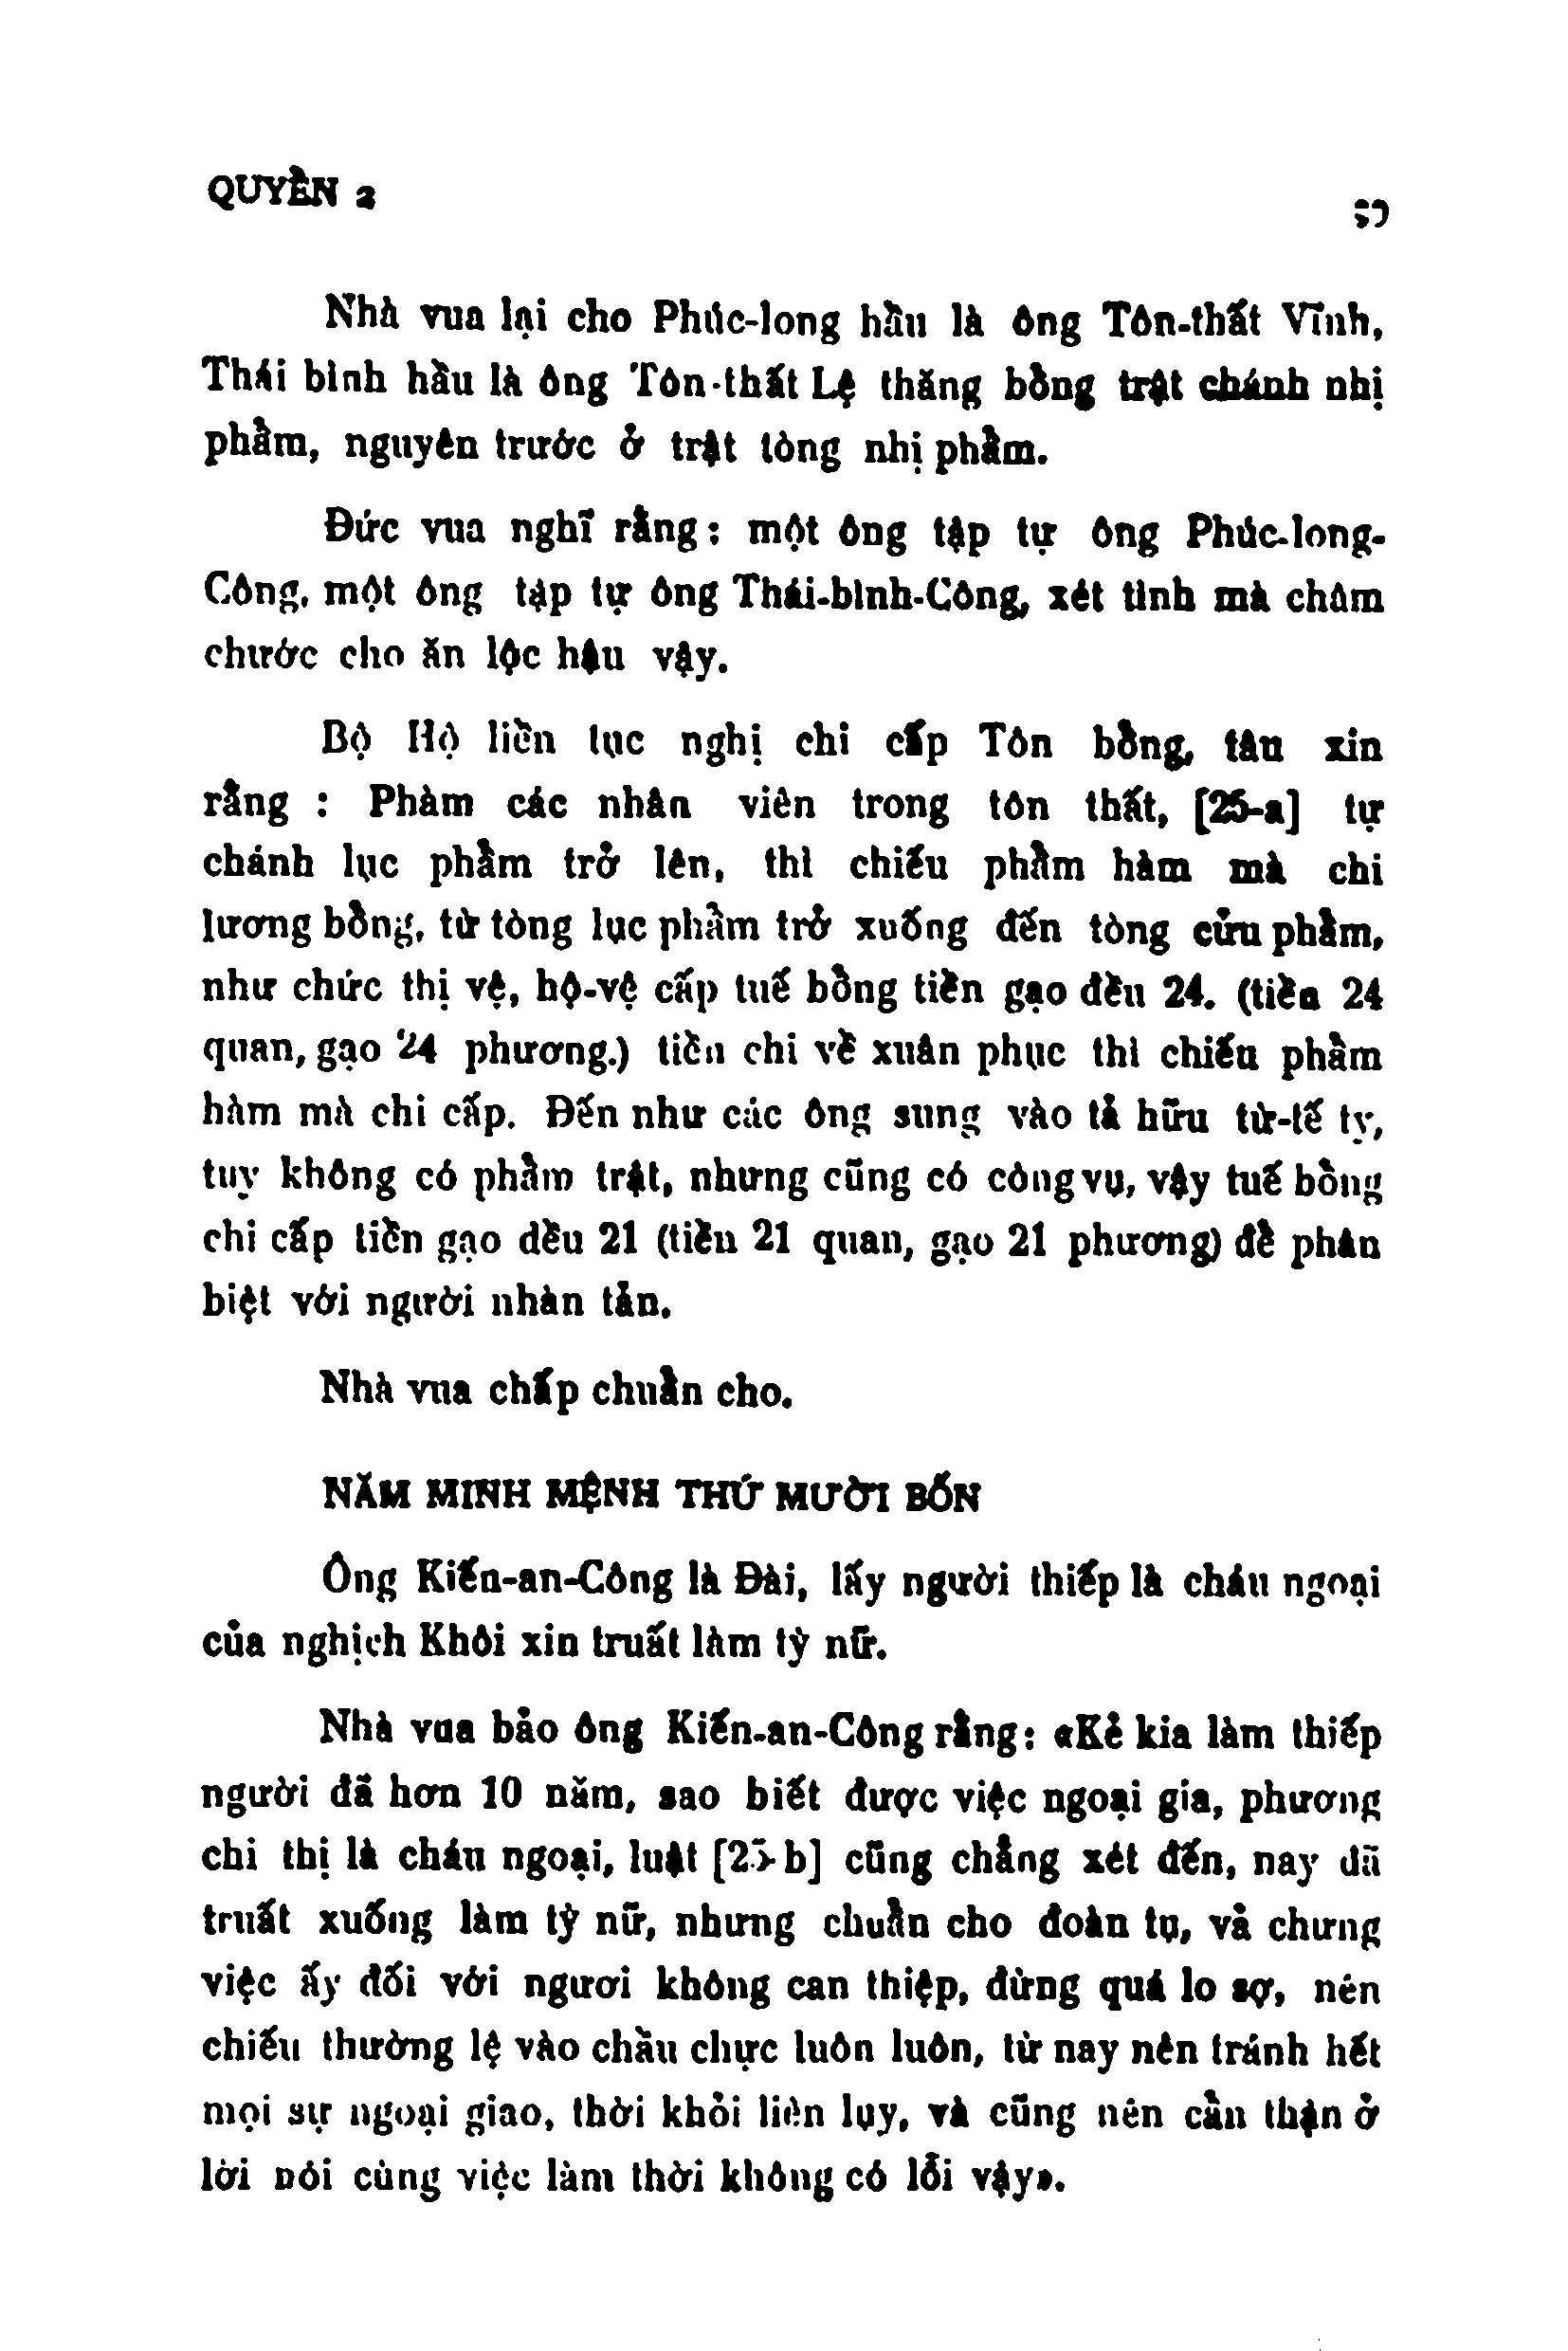 QUYỂN 2
Nhà vua lại cho Phúc-long hầu là ông Tôn-thất Vĩnh,
Thái bình hầu là ông Tôn-thất Lệ thăng bổng trật chánh nhị
phẩm, nguyên trước ở trật tòng nhị phẩm.
Đức vua nghĩ rằng: một ông tập tự ông Phúc-long-
Công, một ông tập tự ông Thái-bình-Công, xét tình mà châm
chước cho ăn lộc hậu vậy.
Bộ Hộ liền tục nghị chi cấp Tôn bổng, tâu xin
rằng : Phàm các nhân viên trong tôn thất, [25-a] tự
chánh lục phẩm trở lên, thì chiếu phẩm hàm mà chi
lương bổng, từ tòng lục phẩm trở xuống đến tòng cửu phẩm,
như chức thị vệ, hộ-vệ cấp tuế bổng tiền gạo đều 24. (tiền 24
quan, gạo 24 phương.) tiền chi về xuân phục thì chiếu phẩm
hàm mà chi cấp. Đến như các ông sung vào tả hữu từ-tế ty,
tuy không có phẩm trật, nhưng cũng có công vụ, vậy tuế bổng
chi cấp tiền gạo đều 21 (tiền 21 quan, gạo 21 phương) để phân
biệt với người nhàn tản.
Nhà vua chấp chuẩn cho.
NĂM MINH MỆNH THỨ MƯỜI BỐN
Ông Kiến-an-Công là Đài, lấy người thiếp là cháu ngoại
của nghịch Khôi xin truất làm tỳ nữ.
Nhà vua bảo ông Kiến-an-Công rằng: «Kẻ kia làm thiếp
người đã hơn 10 năm, sao biết được việc ngoại gia, phương
chi thị là cháu ngoại, luật [25-b] cũng chẳng xét đến, nay đã
truất xuống làm tỳ nữ, nhưng chuẩn cho đoàn tụ, vả chưng
việc ấy đối với ngươi không can thiệp, đừng quá lo sợ, nên
chiếu thường lệ vào chầu chực luôn luôn, từ nay nên tránh hết
mọi sự ngoại giao, thời khỏi liên lụy, và cũng nên cẩn thận ở
lời nói cùng việc làm thời không có lỗi vậy».